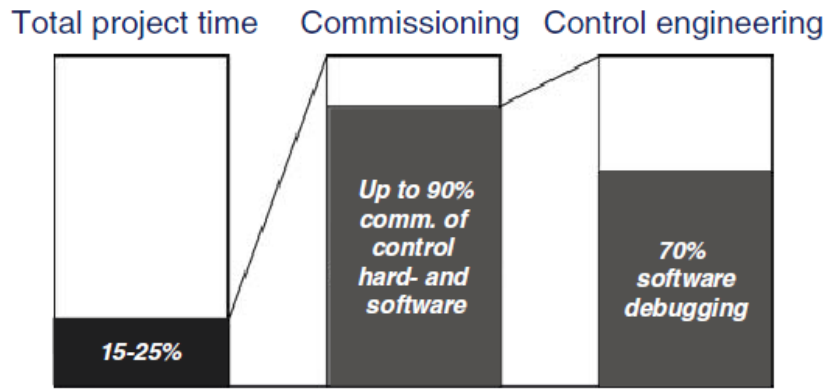 Total project time
Commissioning
Control engineering
15-25%
Up to 90%
comm. of
control
hard- and
software
70%
software
debugging